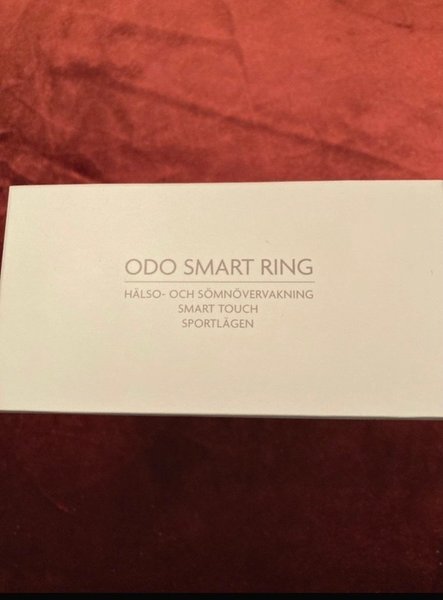 ODO SMART RING
HÄLSO- OCH SÖMNÖVERVAKNING
SMART TOUCH
SPORTLÄGEN